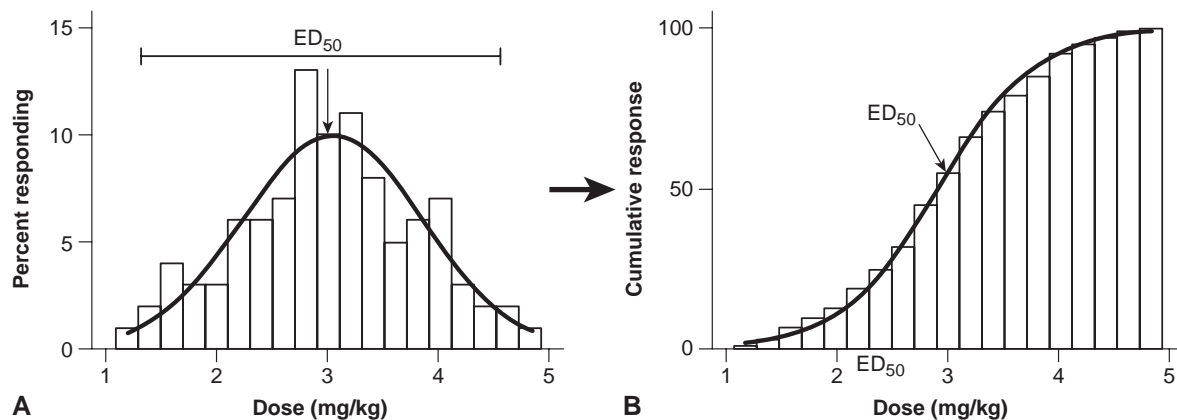 15
10
5
0
Percent responding
ED50
1 2 3 4 5
Dose (mg/kg)
A
100
50
0
Cumulative response
ED50
ED50
1 2 3 4 5
Dose (mg/kg)
B